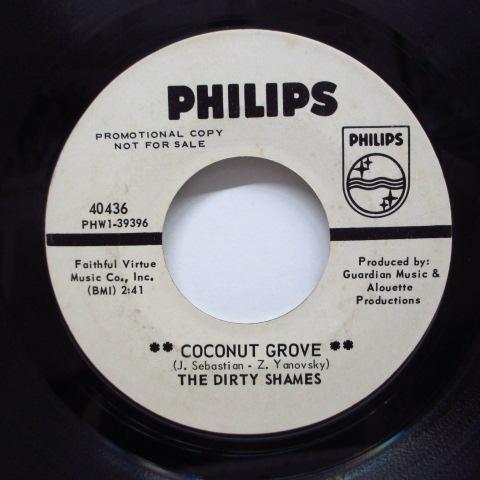 PHILIPS
PROMOTIONAL COPY
NOT FOR SALE
PHILIPS
40436
PHW1-39396
Faithful Virtue
Music Co., Inc.
(BMI) 2:41
Produced by:
Guardian Music &
Alouette
Productions
** COCONUT GROVE **
(J. Sebastian - Z. Yanovsky)
THE DIRTY SHAMES